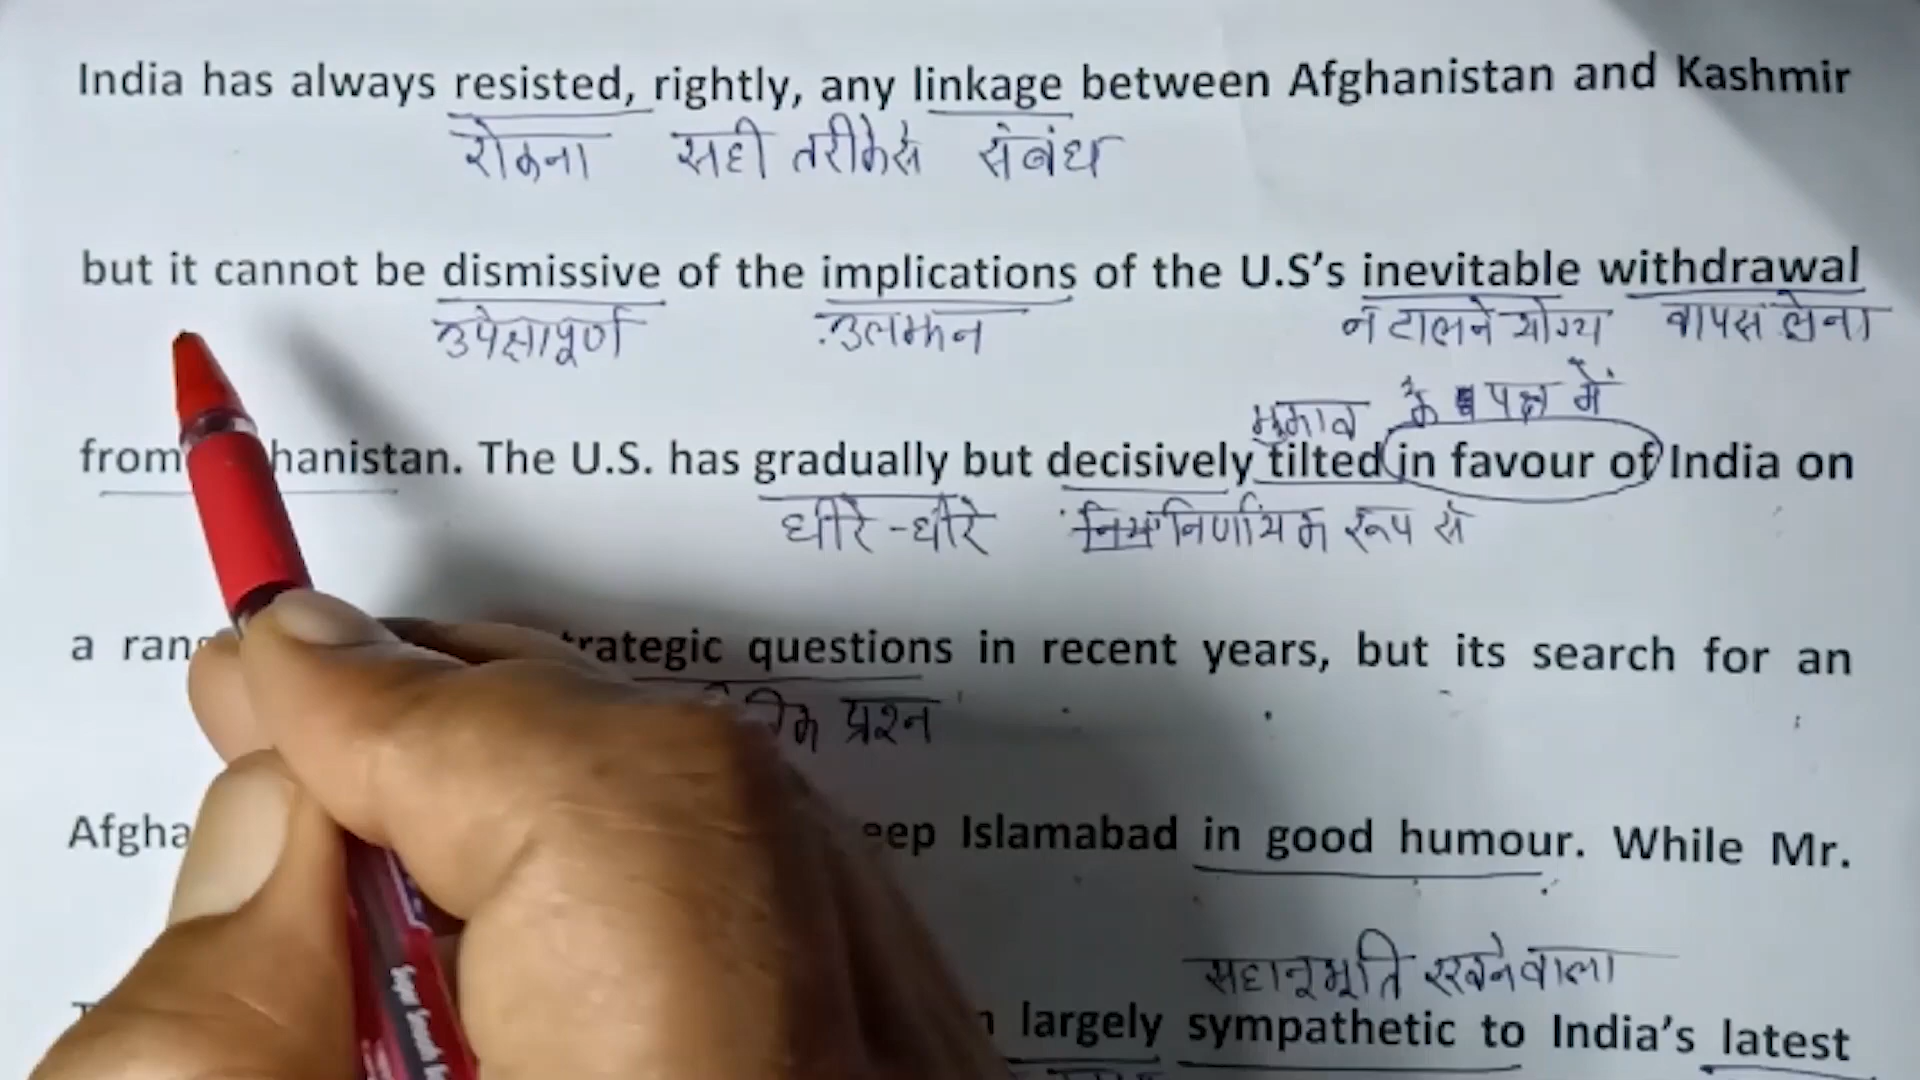 India has always resisted, rightly, any linkage between Afghanistan and Kashmir
रोकना सही तरीके से संबंध
but it cannot be dismissive of the implications of the U.S's inevitable withdrawal
उपेक्षापूर्ण उलझन न टालने योग्य वापस लेना
झुकाव के पक्ष में
from hanistan. The U.S. has gradually but decisively tilted in favour of India on
धीरे-धीरे निर्णायक रूप से
a ran trategic questions in recent years, but its search for an
प्रश्न
Afgha eep Islamabad in good humour. While Mr.
सहानूभूति रखनेवाला
largely sympathetic to India's latest